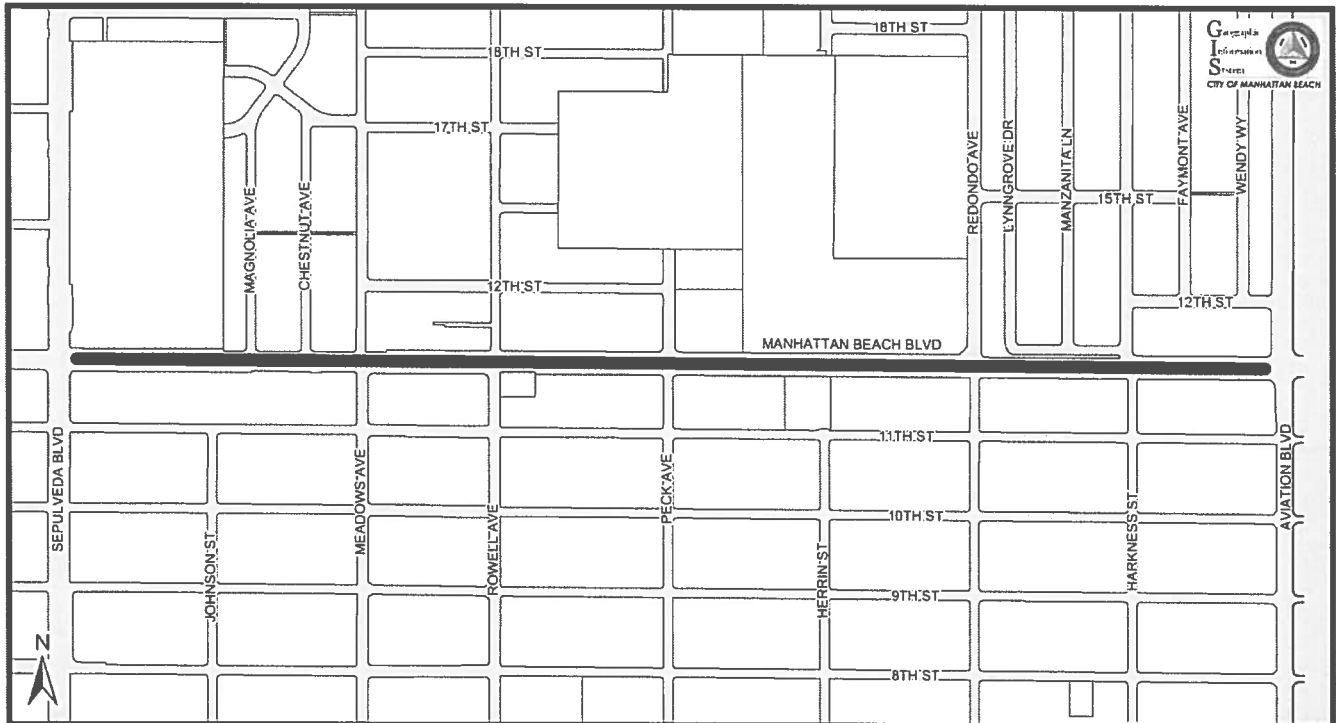 18TH ST
18TH ST
Geographic
Information
System
CITY OF MANHATTAN BEACH
17TH ST
MAGNOLIA AVE
CHESTNUT AVE
REDONDO AVE
LYNNGROVE DR
MANZANITA LN
FAYMONT AVE
WENDY WY
15TH ST
12TH ST
12TH ST
MANHATTAN BEACH BLVD
SEPULVEDA BLVD
JOHNSON ST
MEADOWS AVE
ROWELL AVE
PECK AVE
HERRIN ST
11TH ST
10TH ST
9TH ST
8TH ST
HARKNESS ST
AVIATION BLVD
N